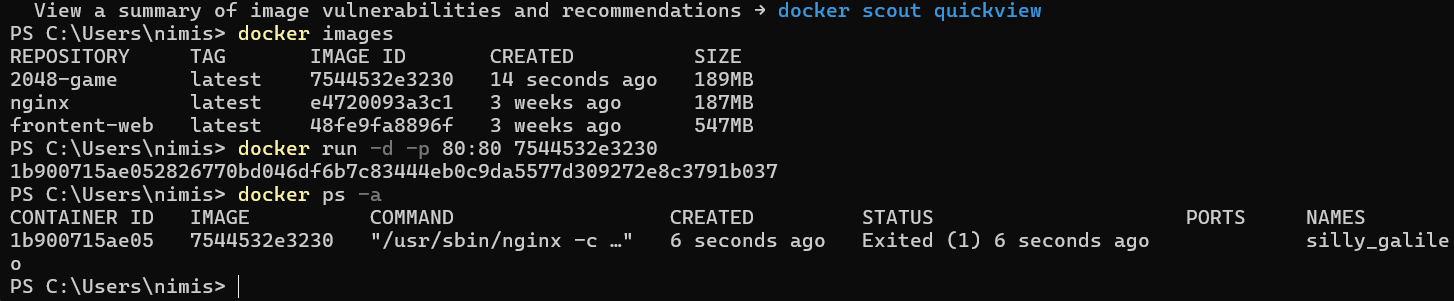 View a summary of image vulnerabilities and recommendations → docker scout quickview
PS C:\Users\nimis> docker images
REPOSITORY     TAG       IMAGE ID       CREATED          SIZE
2048-game      latest    7544532e3230   14 seconds ago   189MB
nginx          latest    e4720093a3c1   3 weeks ago      187MB
frontent-web   latest    48fe9fa8896f   3 weeks ago      547MB
PS C:\Users\nimis> docker run -d -p 80:80 7544532e3230
1b900715ae052826770bd046df6b7c83444eb0c9da5577d309272e8c3791b037
PS C:\Users\nimis> docker ps -a
CONTAINER ID   IMAGE          COMMAND                  CREATED         STATUS                     PORTS     NAMES
1b900715ae05   7544532e3230   "/usr/sbin/nginx -c …"   6 seconds ago   Exited (1) 6 seconds ago             silly_galile
o
PS C:\Users\nimis>